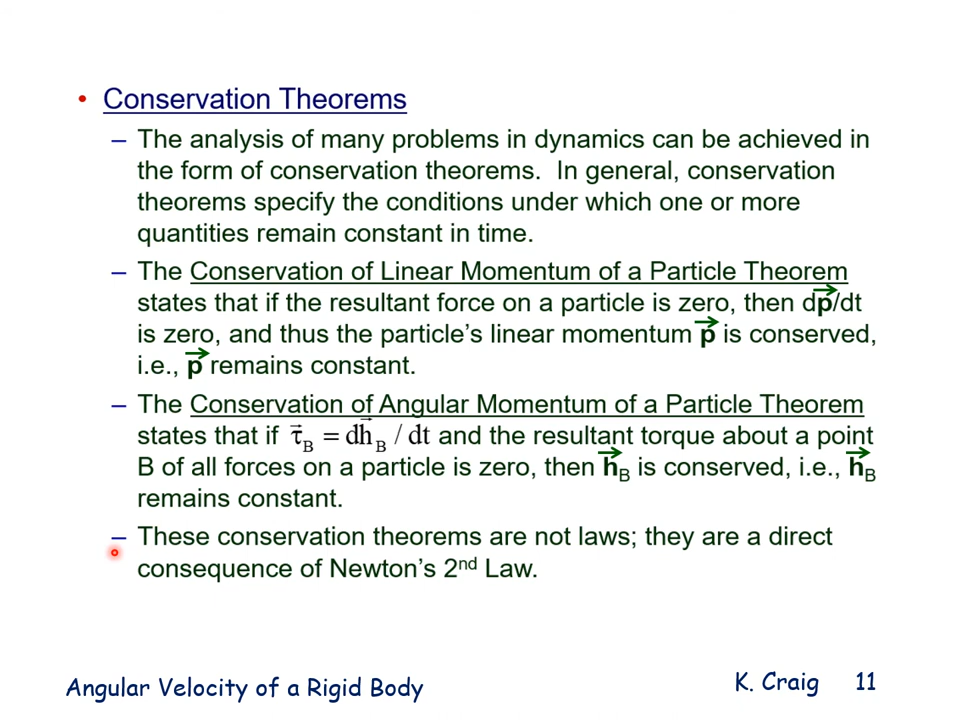 • Conservation Theorems
– The analysis of many problems in dynamics can be achieved in
the form of conservation theorems. In general, conservation
theorems specify the conditions under which one or more
quantities remain constant in time.
– The Conservation of Linear Momentum of a Particle Theorem
states that if the resultant force on a particle is zero, then dp⃗/dt
is zero, and thus the particle's linear momentum p⃗ is conserved,
i.e., p⃗ remains constant.
– The Conservation of Angular Momentum of a Particle Theorem
states that if τ⃗_B = dh⃗_B / dt and the resultant torque about a point
B of all forces on a particle is zero, then h⃗_B is conserved, i.e., h⃗_B
remains constant.
– These conservation theorems are not laws; they are a direct
consequence of Newton's 2nd Law.
Angular Velocity of a Rigid Body K. Craig 11